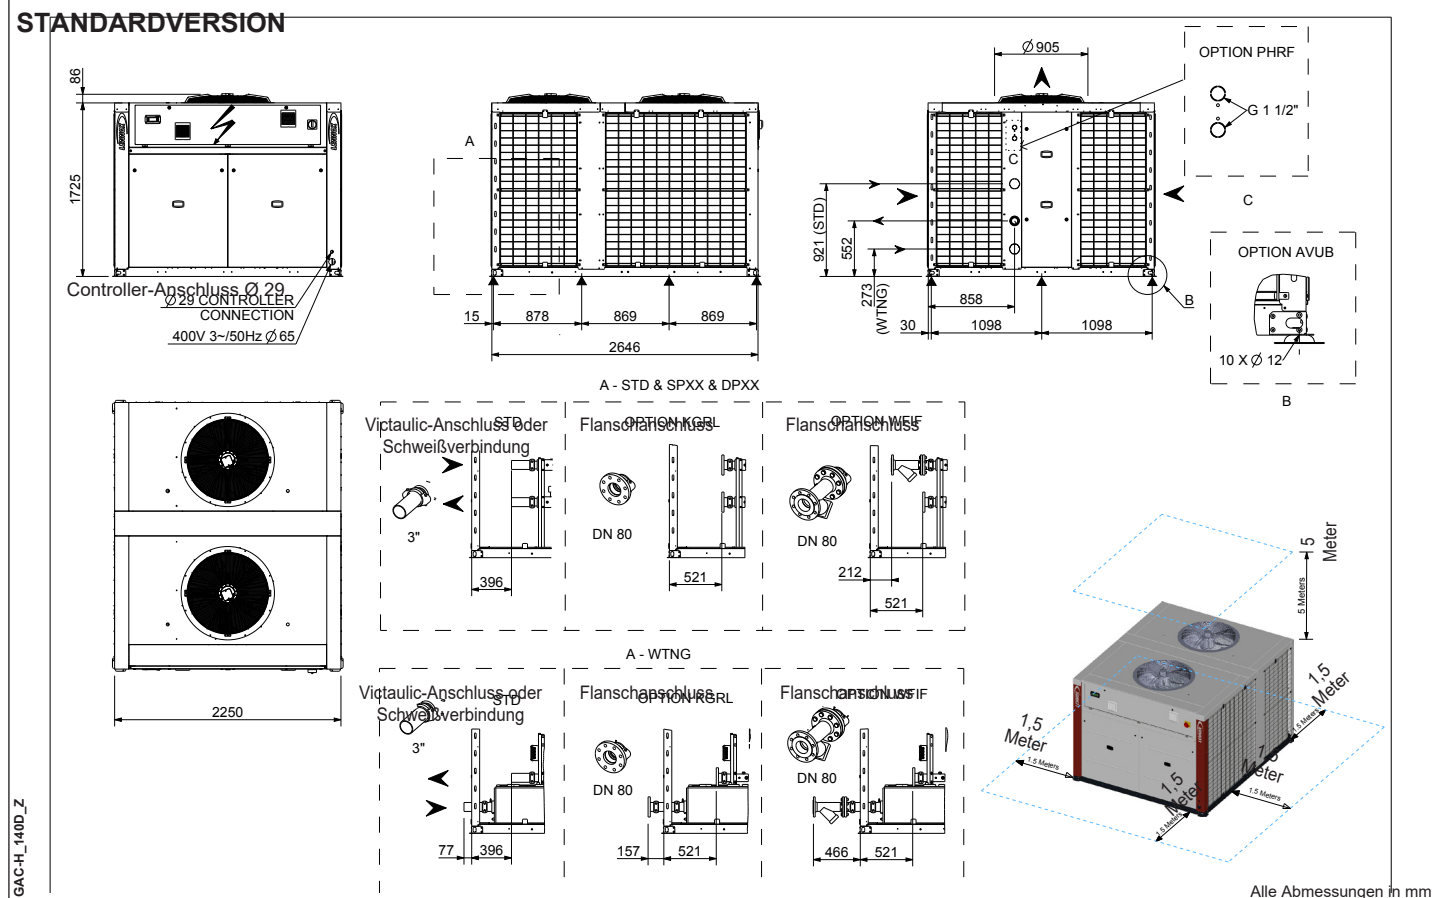 STANDARDVERSION
86
1725
Controller-Anschluss Ø 29
Ø 29 CONTROLLER
CONNECTION
400V 3~/50Hz Ø 65
A
15
878
869
869
2646
Ø 905
C
921 (STD)
552
273
(WTNG)
858
30
1098
1098
B
OPTION PHRF
G 1 1/2"
C
OPTION AVUB
10 X Ø 12
B
2250
A - STD & SPXX & DPXX
STD
Victaulic-Anschluss oder
Schweißverbindung
3"
396
OPTION KGRL
Flanschanschluss
DN 80
521
OPTION WFIF
Flanschanschluss
DN 80
212
521
A - WTNG
STD
Victaulic-Anschluss oder
Schweißverbindung
3"
77
396
OPTION KGRL
Flanschanschluss
DN 80
157
521
OPTION WFIF
Flanschanschluss
DN 80
466
521
5
Meter
5 Meters
1,5
Meter
1.5 Meters
1,5
Meter
1.5 Meters
1,5
Meter
1.5 Meters
1,5
Meter
1.5 Meters
GAC-H_140D_Z
Alle Abmessungen in mm